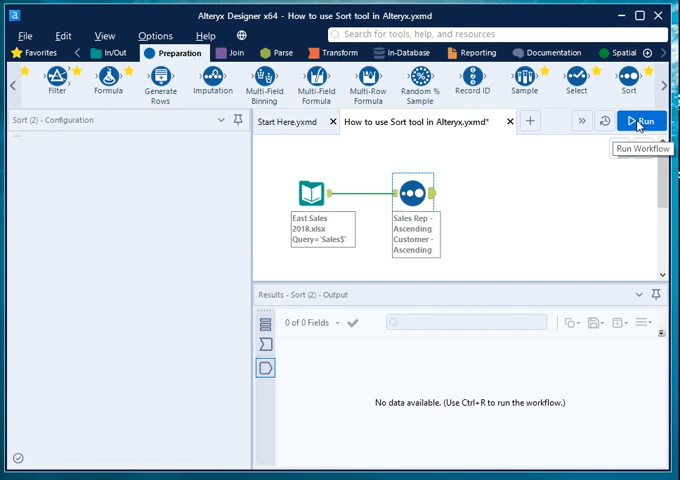 a
Alteryx Designer x64 - How to use Sort tool in Alteryx.yxmd
File Edit View Options Help
Search for tools, help, and resources
Favorites In/Out Preparation Join Parse Transform In-Database Reporting Documentation Spatial
Filter Formula Generate Rows Imputation Multi-Field Binning Multi-Field Formula Multi-Row Formula Random % Sample Record ID Sample Select Sort
Sort (2) - Configuration
Start Here.yxmd
How to use Sort tool in Alteryx.yxmd*
Run
Run Workflow
East Sales
2018.xlsx
Query=`Sales$`
Sales Rep -
Ascending
Customer -
Ascending
Results - Sort (2) - Output
0 of 0 Fields
No data available. (Use Ctrl+R to run the workflow.)